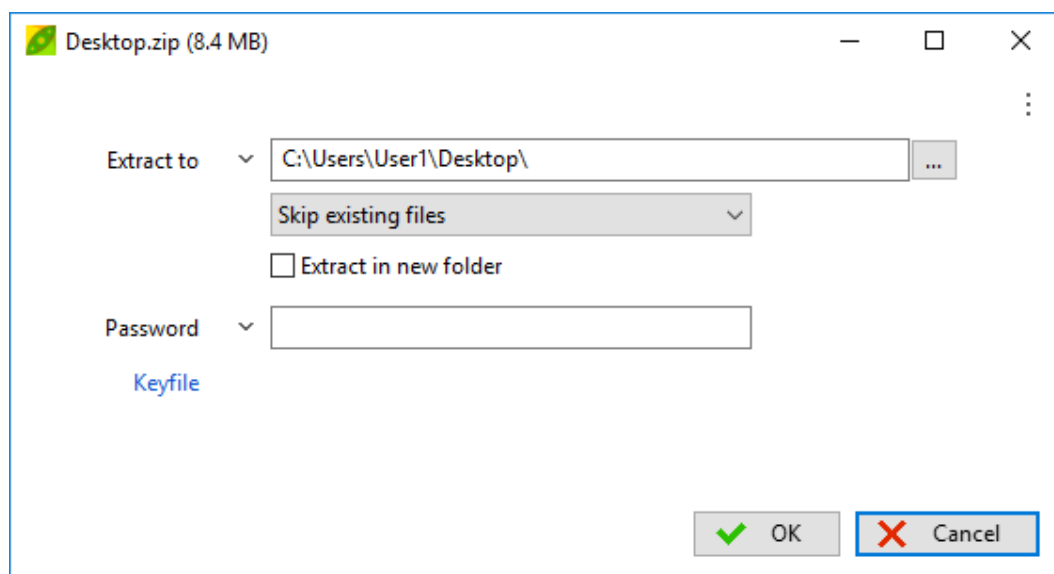 Desktop.zip (8.4 MB)
Extract to
C:\Users\User1\Desktop\
...
Skip existing files
Extract in new folder
Password
Keyfile
OK
Cancel